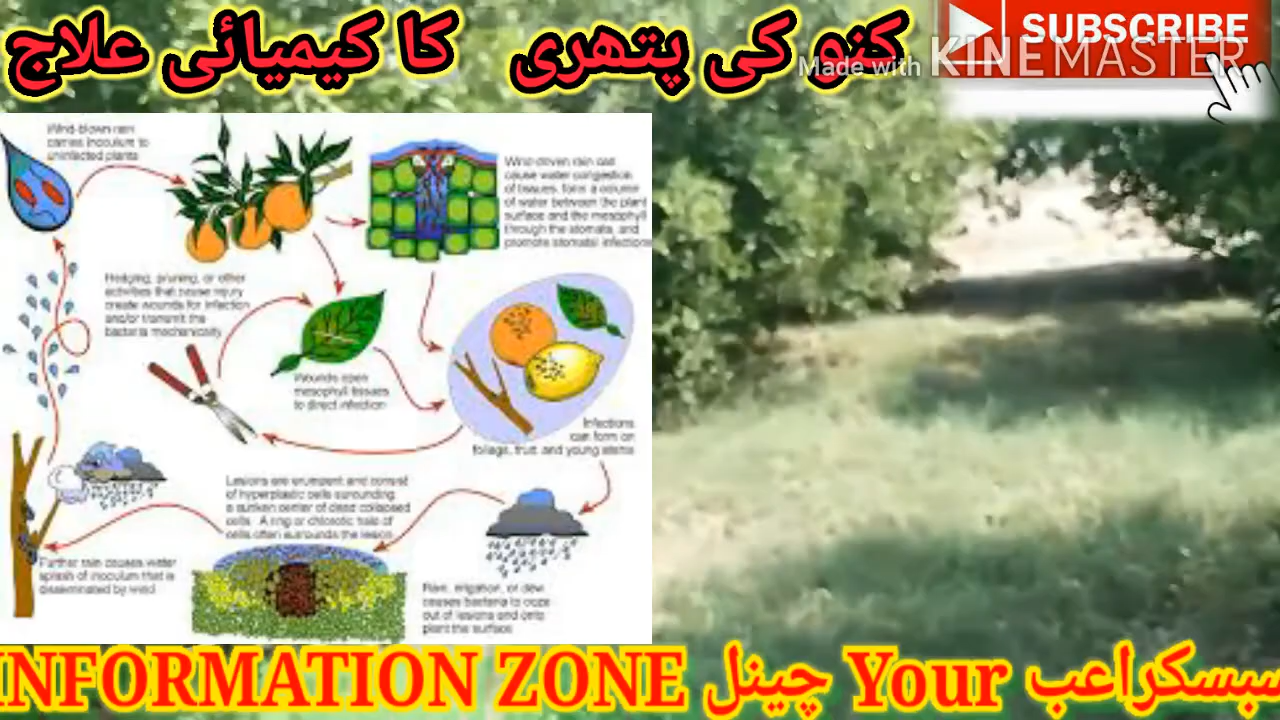 کنو کی پتھری کا کیمیائی علاج
SUBSCRIBE
Made with KINEMASTER
Wind-blown rain
carries inoculum to
uninfected plants
Wind-driven rain can
cause water congestion
of tissues, form a column
of water between the plant
surface and the mesophyll
through the stomata, and
promote stomatal infections
Hedging, pruning, or other
activities that cause injury
create wounds for infection
and/or transmit the
bacteria mechanically
Wounds open
mesophyll tissues
to direct infection
Infections
can form on
foliage, fruit, and young stems
Lesions are erumpent and consist
of hyperplastic cells surrounding
a sunken center of dead collapsed
cells. A ring or chlorotic halo of
cells often surrounds the lesion
Further rain causes water
splash of inoculum that is
disseminated by wind
Rain, irrigation, or dew
causes bacteria to ooze
out of lesions and onto
plant the surface
سبسکراعب Your چینل INFORMATION ZONE